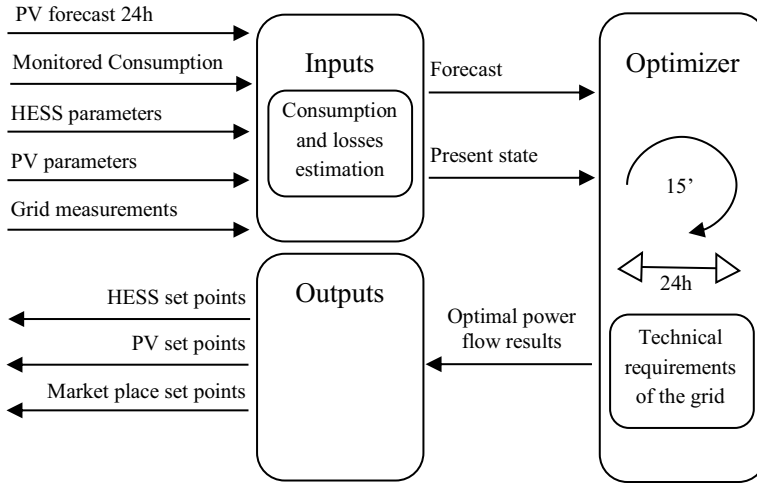 PV forecast 24h
Monitored Consumption
HESS parameters
PV parameters
Grid measurements
Inputs
Consumption
and losses
estimation
Forecast
Present state
Optimizer
15’
24h
Technical
requirements
of the grid
Optimal power
flow results
Outputs
HESS set points
PV set points
Market place set points